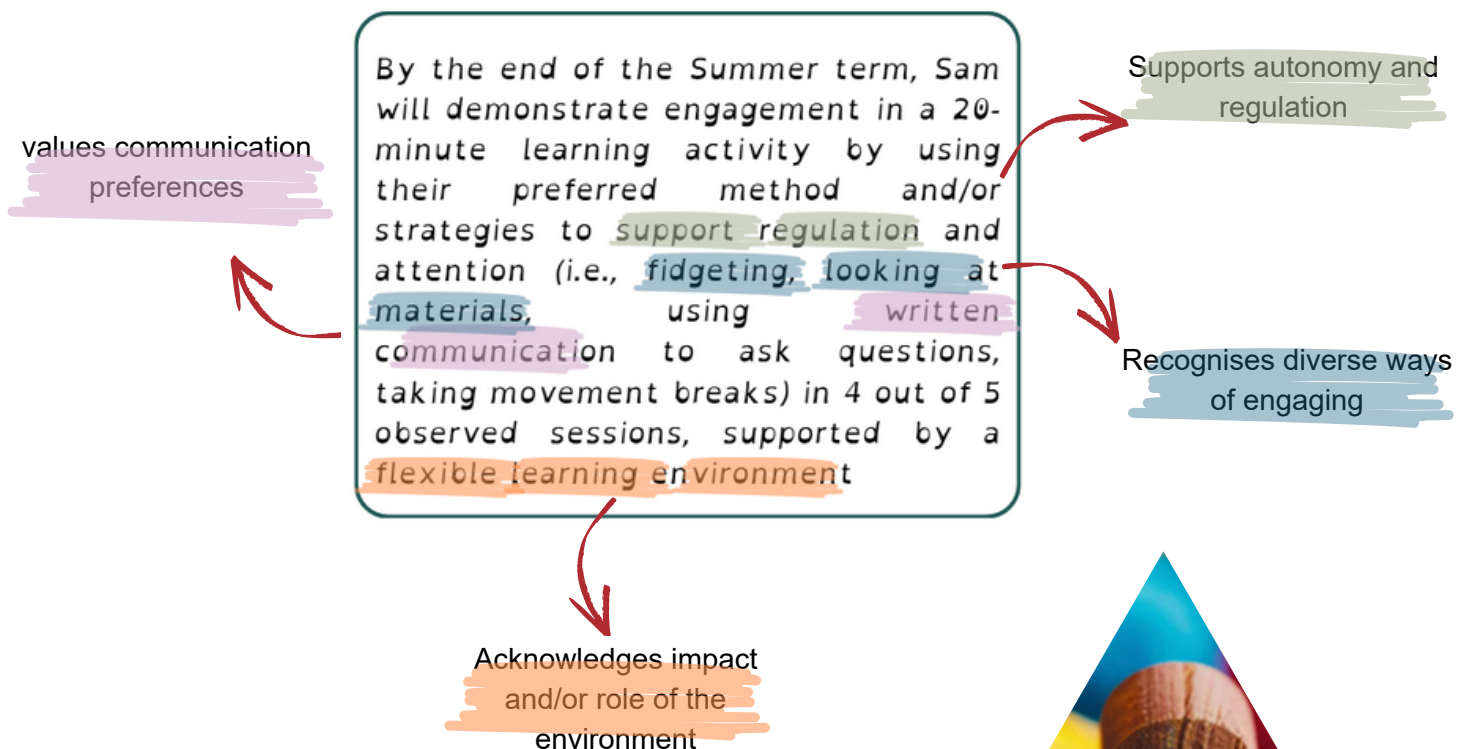 By the end of the Summer term, Sam
will demonstrate engagement in a 20-
minute learning activity by using
their preferred method and/or
strategies to support regulation and
attention (i.e., fidgeting, looking at
materials, using written
communication to ask questions,
taking movement breaks) in 4 out of 5
observed sessions, supported by a
flexible learning environment
values communication
preferences
Supports autonomy and
regulation
Recognises diverse ways
of engaging
Acknowledges impact
and/or role of the
environment